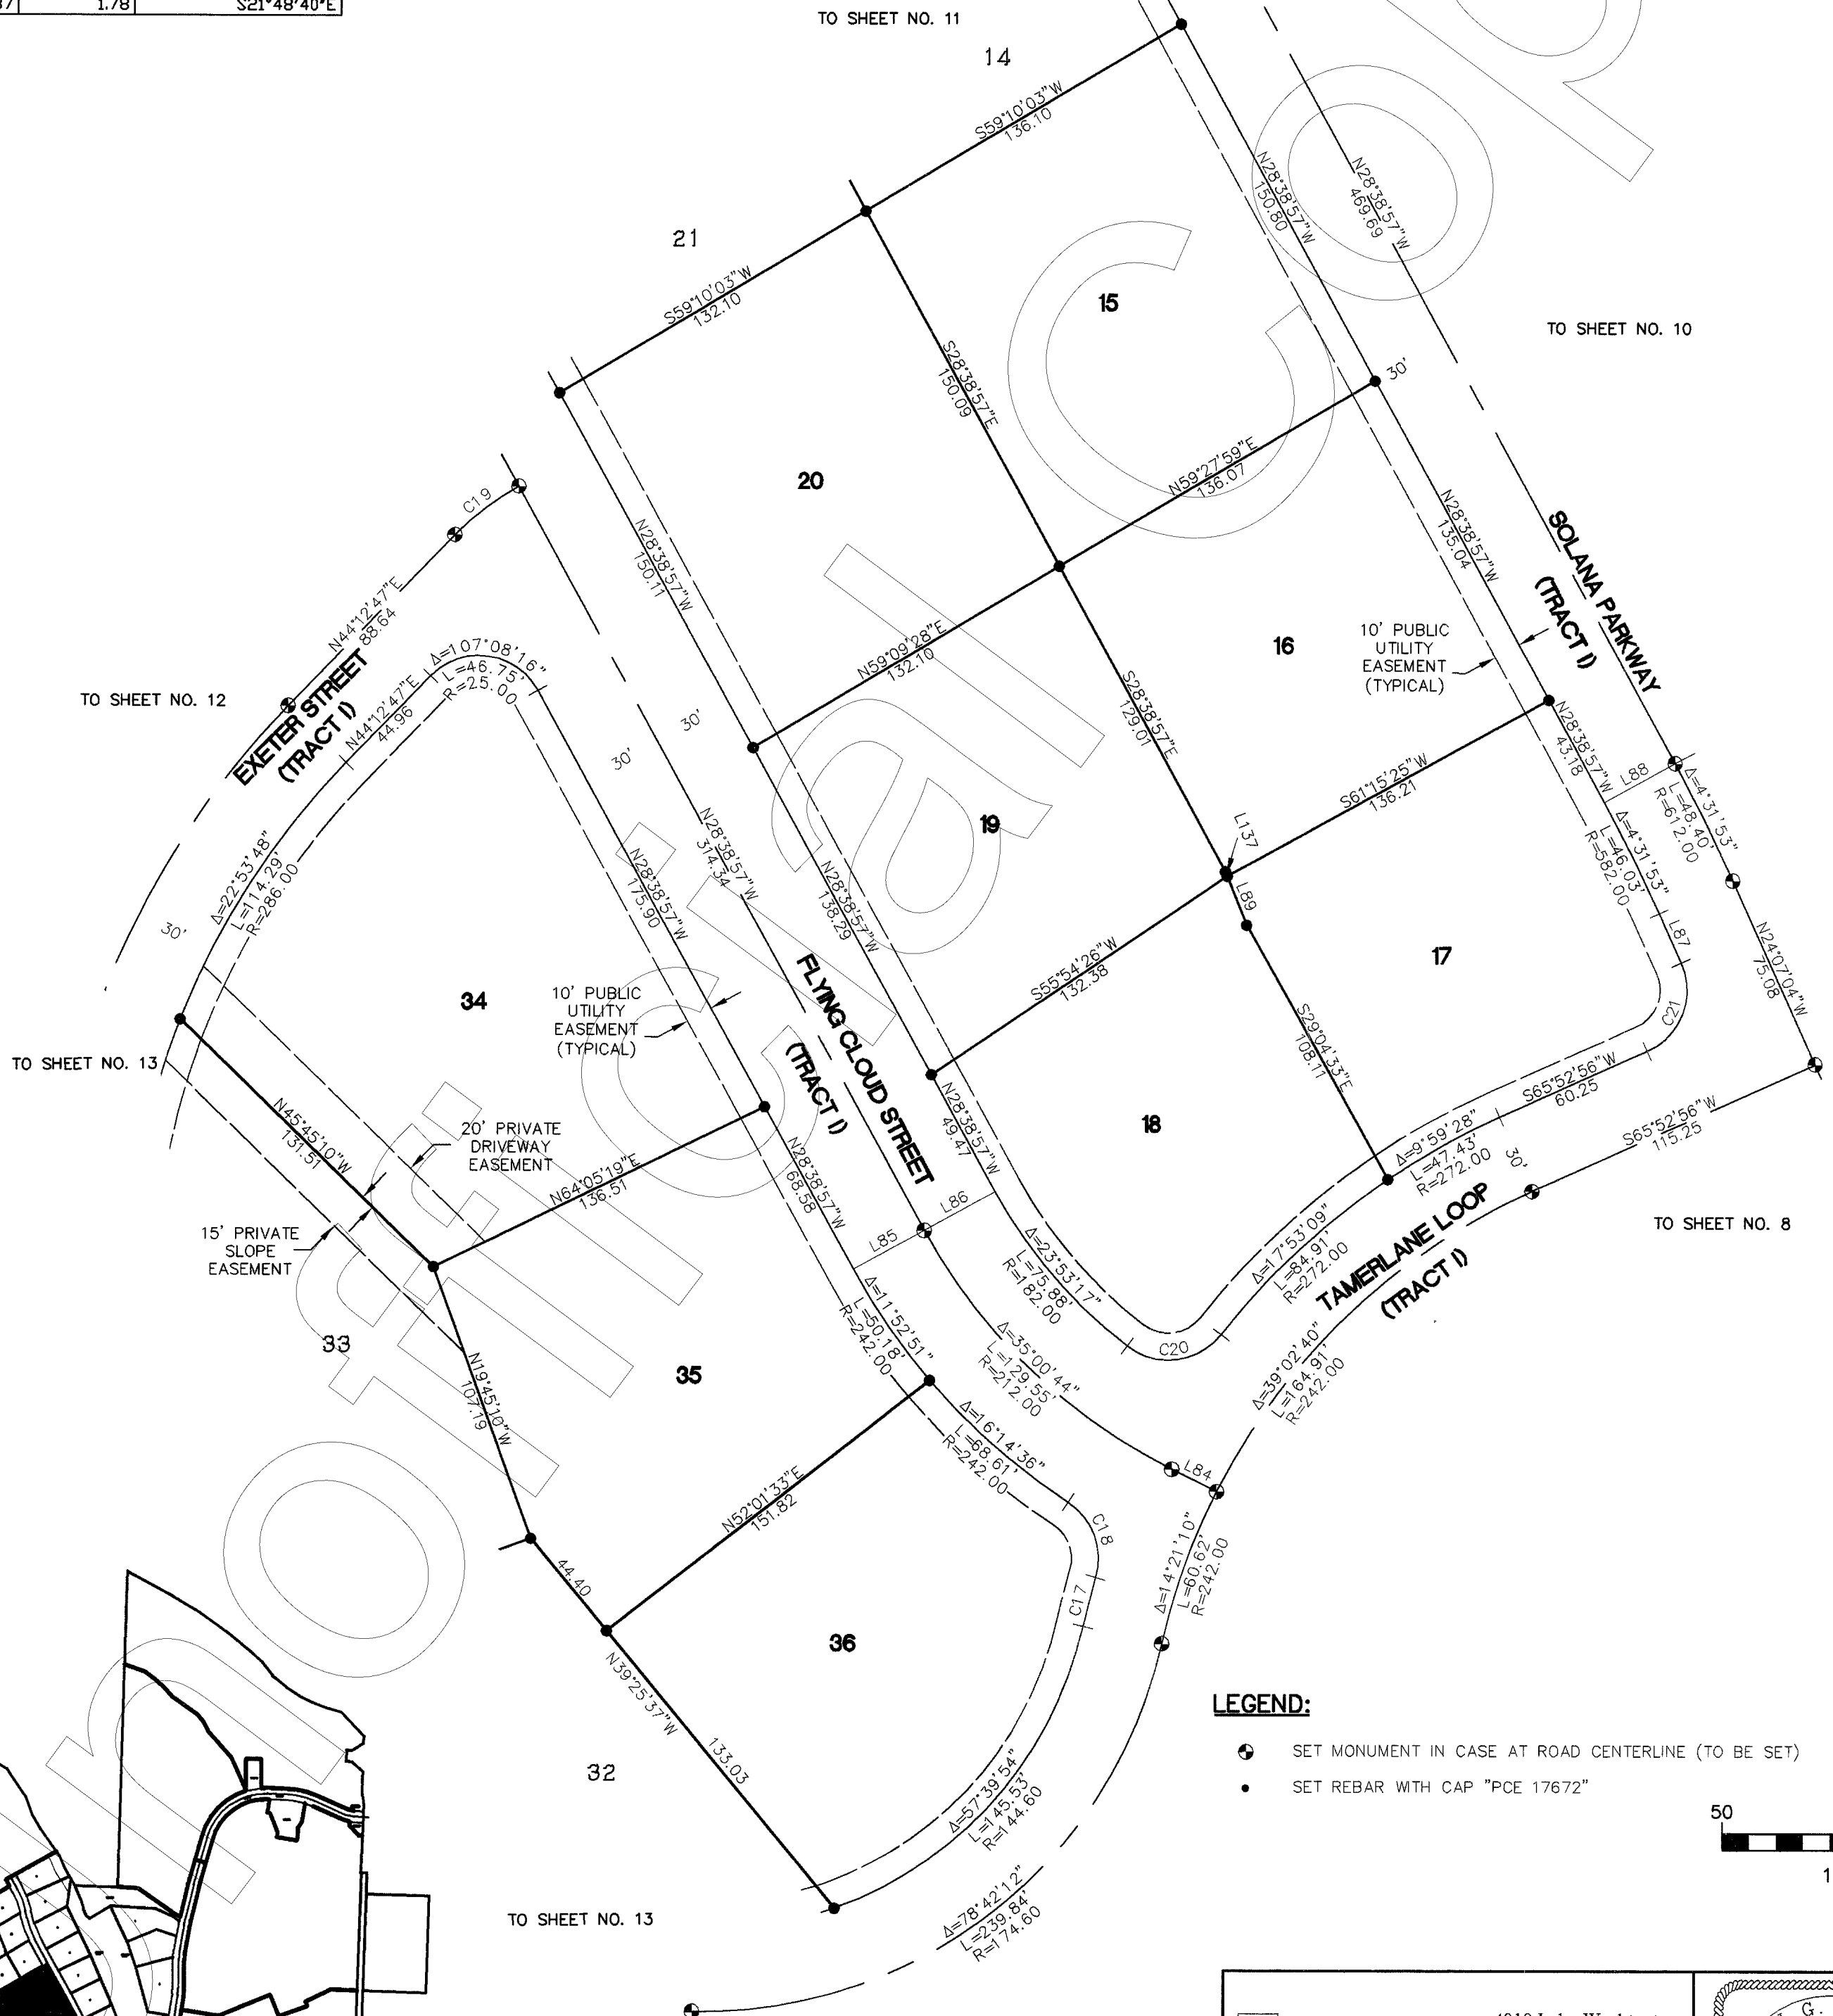 37 1.78 S21°48'40"E
TO SHEET NO. 11
14
S59°10'03"W
136.10
21
S59°10'03"W
132.10
N28°38'57"W
150.80
N28°38'57"W
469.69
15
TO SHEET NO. 10
30'
S28°38'57"E
150.09
N59°27'59"E
136.07
20
C19
N28°38'57"W
150.11
N28°38'57"W
135.04
SOLANA PARKWAY
(TRACT I)
N44°12'47"E
88.64
EXETER STREET
(TRACT I)
Δ=107°08'16"
L=46.75'
R=25.00
N44°12'47"E
44.96
TO SHEET NO. 12
N59°09'28"E
132.10
16
10' PUBLIC
UTILITY
EASEMENT
(TYPICAL)
30'
30'
S28°38'57"E
129.01
S61°15'25"W
136.21
N28°38'57"W
43.18
L88
Δ=4°31'53"
L=48.40'
R=612.00
Δ=4°31'53"
L=46.03'
R=582.00
L137
L89
19
N28°38'57"W
314.34
N28°38'57"W
138.29
N28°38'57"W
175.90
Δ=22°53'48"
L=114.29'
R=286.00
30'
L87
N24°07'04"W
75.08
17
S55°54'26"W
132.38
34
10' PUBLIC
UTILITY
EASEMENT
(TYPICAL)
FLYING CLOUD STREET
(TRACT I)
C21
S29°04'33"E
108.11
S65°52'56"W
60.25
S65°52'56"W
115.25
TO SHEET NO. 13
N45°45'10"W
131.51
20' PRIVATE
DRIVEWAY
EASEMENT
N64°05'19"E
136.51
N28°38'57"W
68.58
N28°38'57"W
49.47
18
Δ=9°59'28"
L=47.43'
R=272.00
30'
TO SHEET NO. 8
15' PRIVATE
SLOPE
EASEMENT
L85
L86
Δ=23°53'17"
L=75.88'
R=182.00
Δ=17°53'09"
L=84.91'
R=272.00
TAMERLANE LOOP
(TRACT I)
C20
33
Δ=11°52'51"
L=50.18'
R=242.00
N19°45'10"W
107.19
35
Δ=35°00'44"
L=129.55'
R=212.00
Δ=39°02'40"
L=164.91'
R=242.00
Δ=16°14'36"
L=68.61'
R=242.00
L84
N52°01'33"E
151.82
C18
44.40
Δ=14°21'10"
L=60.62'
R=242.00
C17
36
N39°25'37"W
133.03
32
Δ=57°39'54"
L=145.53'
R=144.60
Δ=78°42'12"
L=239.84'
R=174.60
TO SHEET NO. 13
LEGEND:
SET MONUMENT IN CASE AT ROAD CENTERLINE (TO BE SET)
SET REBAR WITH CAP "PCE 17672"
50
1